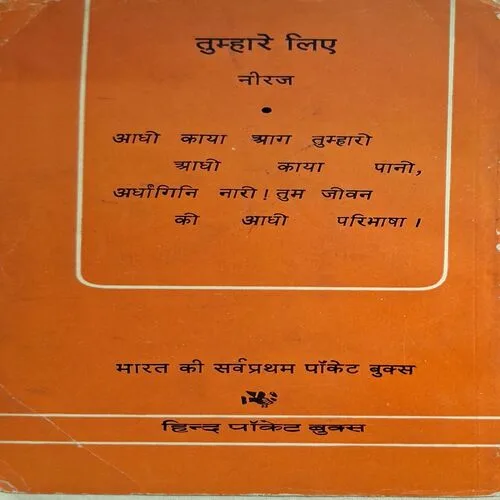 तुम्हारे लिए
नीरज
आधी काया आग तुम्हारी
आधी काया पानी,
अर्धांगिनि नारी! तुम जीवन
की आधी परिभाषा।
भारत की सर्वप्रथम पॉकेट बुक्स
हिन्द पॉकेट बुक्स